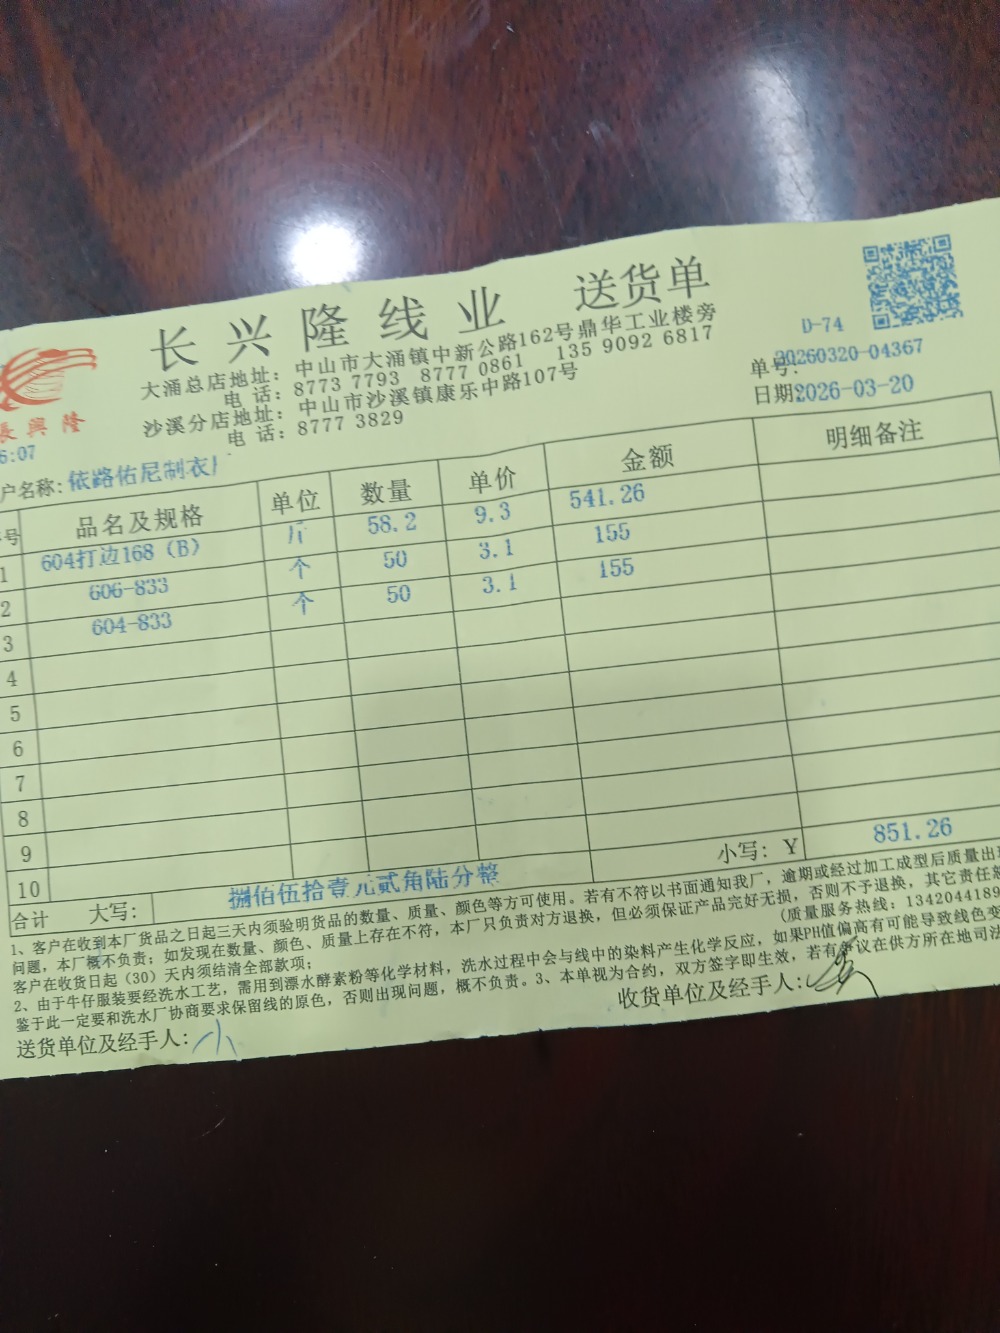 长兴隆线业 送货单
大涌总店地址：中山市大涌镇中新公路162号鼎华工业楼旁
电 话：8773 7793 8777 0861 135 9092 6817
沙溪分店地址：中山市沙溪镇康乐中路107号
电 话：8777 3829
長興隆
6:07
D-74
单号:20260320-04367
日期:2026-03-20
户名称:依路佑尼制衣厂
号 品名及规格 单位 数量 单价 金额 明细备注
1 604打边168（B） 斤 58.2 9.3 541.26
2 606-833 个 50 3.1 155
3 604-833 个 50 3.1 155
4
5
6
7
8
9
10
合计 大写： 捌佰伍拾壹元贰角陆分整 小写：Y 851.26
1、客户在收到本厂货品之日起三天内须验明货品的数量、质量、颜色等方可使用。若有不符以书面通知我厂，逾期或经过加工成型后质量出现
问题，本厂概不负责；如发现在数量、颜色、质量上存在不符，本厂只负责对方退换，但必须保证产品完好无损，否则不予退换，其它责任概
客户在收货日起（30）天内须结清全部款项； (质量服务热线：1342044189
2、由于牛仔服装要经洗水工艺，需用到漂水酵素粉等化学材料，洗水过程中会与线中的染料产生化学反应，如果PH值偏高有可能导致线色变
鉴于此一定要和洗水厂协商要求保留线的原色，否则出现问题，概不负责。3、本单视为合约，双方签字即生效，若有争议在供方所在地司法
送货单位及经手人：小 收货单位及经手人：